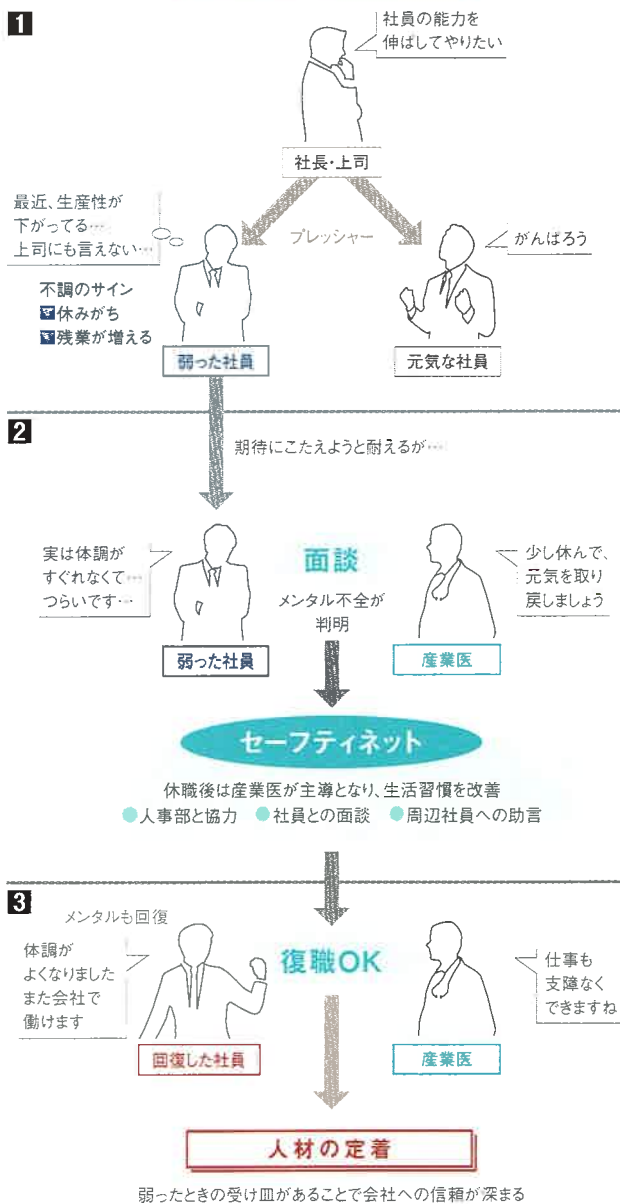 1
社員の能力を
伸ばしてやりたい
社長・上司
最近、生産性が
下がってる…
上司にも言えない…
プレッシャー
がんばろう
不調のサイン
休みがち
残業が増える
弱った社員
元気な社員
2
期待にこたえようと耐えるが…
実は体調が
すぐれなくて…
つらいです…
面談
メンタル不全が
判明
少し休んで、
元気を取り
戻しましょう
弱った社員
産業医
セーフティネット
休職後は産業医が主導となり、生活習慣を改善
●人事部と協力 ●社員との面談 ●周辺社員への助言
3
メンタルも回復
体調が
よくなりました
また会社で
働けます
復職OK
仕事も
支障なく
できますね
回復した社員
産業医
人材の定着
弱ったときの受け皿があることで会社への信頼が深まる